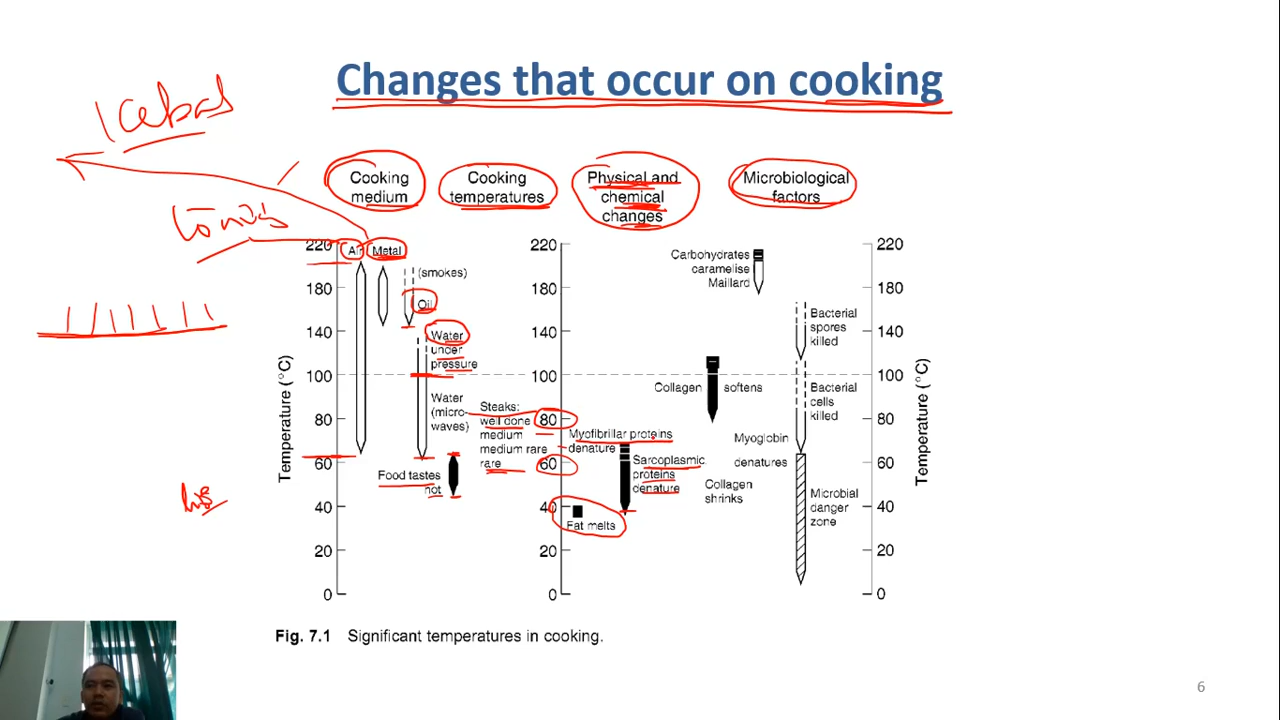 Changes that occur on cooking
Cooking
medium
Cooking
temperatures
Physical and
chemical
changes
Microbiological
factors
220
Air
Metal
180
140
100
80
60
40
20
0
Temperature (°C)
(smokes)
Oil
Water
under
pressure
Water
(micro-
waves)
Food tastes
hot
Steaks:
well done
medium
medium rare
rare
220
180
140
100
80
60
40
20
0
Myofibrillar proteins
denature
Sarcoplasmic
proteins
denature
Fat melts
Carbohydrates
caramelise
Maillard
Collagen softens
Myoglobin
denatures
Collagen
shrinks
Bacterial
spores
killed
Bacterial
cells
killed
Microbial
danger
zone
220
180
140
100
80
60
40
20
0
Temperature (°C)
Fig. 7.1 Significant temperatures in cooking.
6